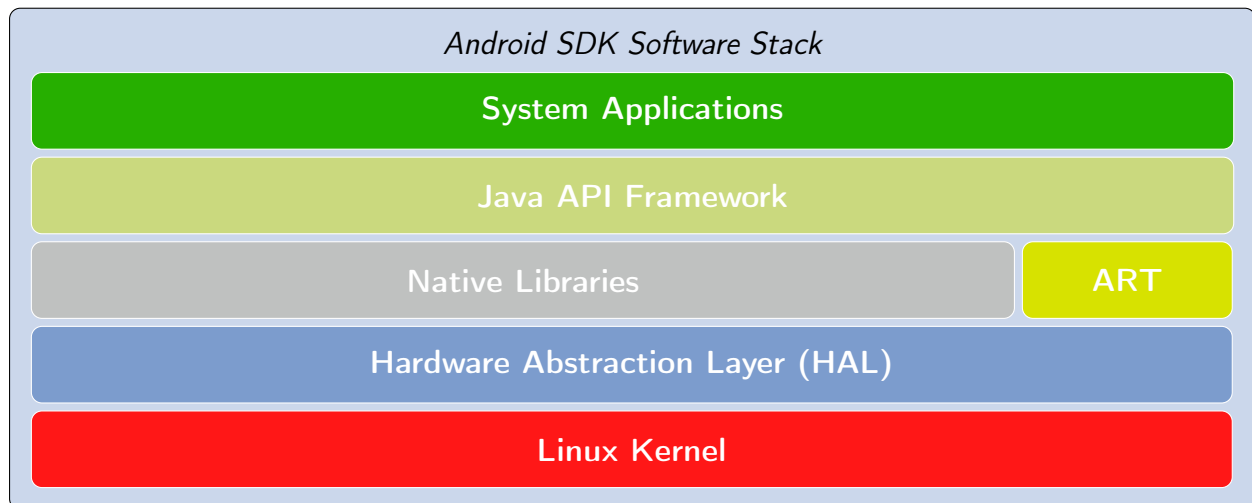 Android SDK Software Stack
System Applications
Java API Framework
Native Libraries ART
Hardware Abstraction Layer (HAL)
Linux Kernel